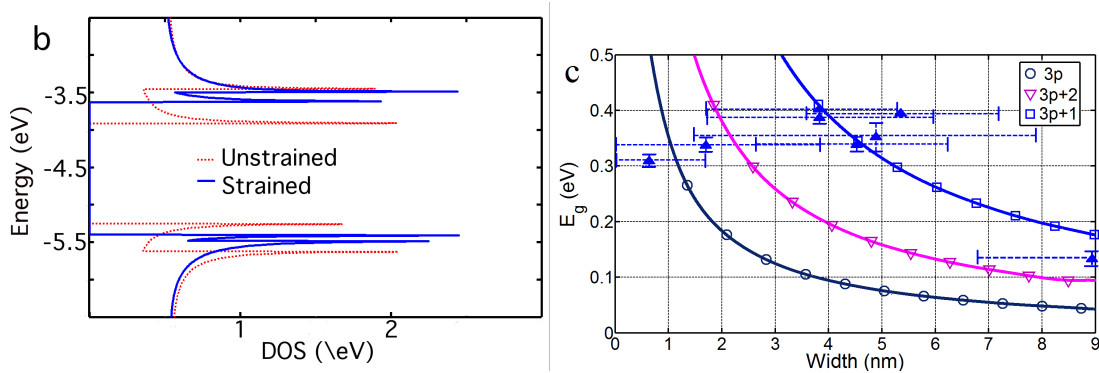 b
-3.5
-4.5
-5.5
Energy (eV)
Unstrained
Strained
1
2
DOS (\eV)
c
0.5
0.4
0.3
0.2
0.1
0
E_g (eV)
3p
3p+2
3p+1
0 1 2 3 4 5 6 7 8 9
Width (nm)